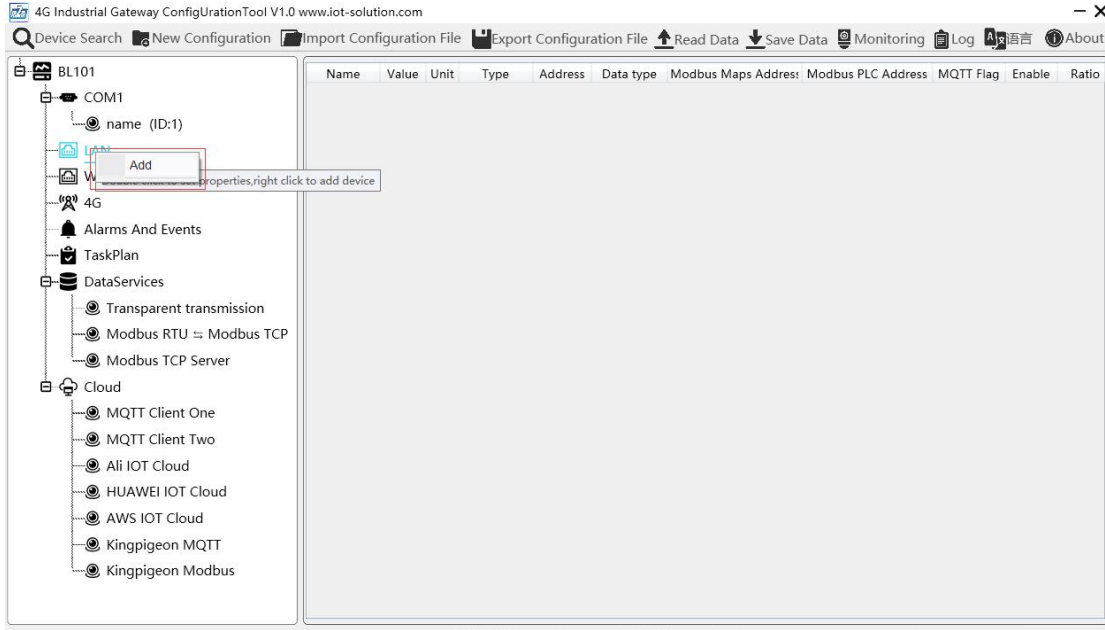 4G Industrial Gateway ConfigUrationTool V1.0 www.iot-solution.com
Device Search New Configuration Import Configuration File Export Configuration File Read Data Save Data Monitoring Log 语言 About
BL101
Name Value Unit Type Address Data type Modbus Maps Address Modbus PLC Address MQTT Flag Enable Ratio
COM1
name (ID:1)
LAN
Add
properties,right click to add device
4G
Alarms And Events
TaskPlan
DataServices
Transparent transmission
Modbus RTU ⇆ Modbus TCP
Modbus TCP Server
Cloud
MQTT Client One
MQTT Client Two
Ali IOT Cloud
HUAWEI IOT Cloud
AWS IOT Cloud
Kingpigeon MQTT
Kingpigeon Modbus